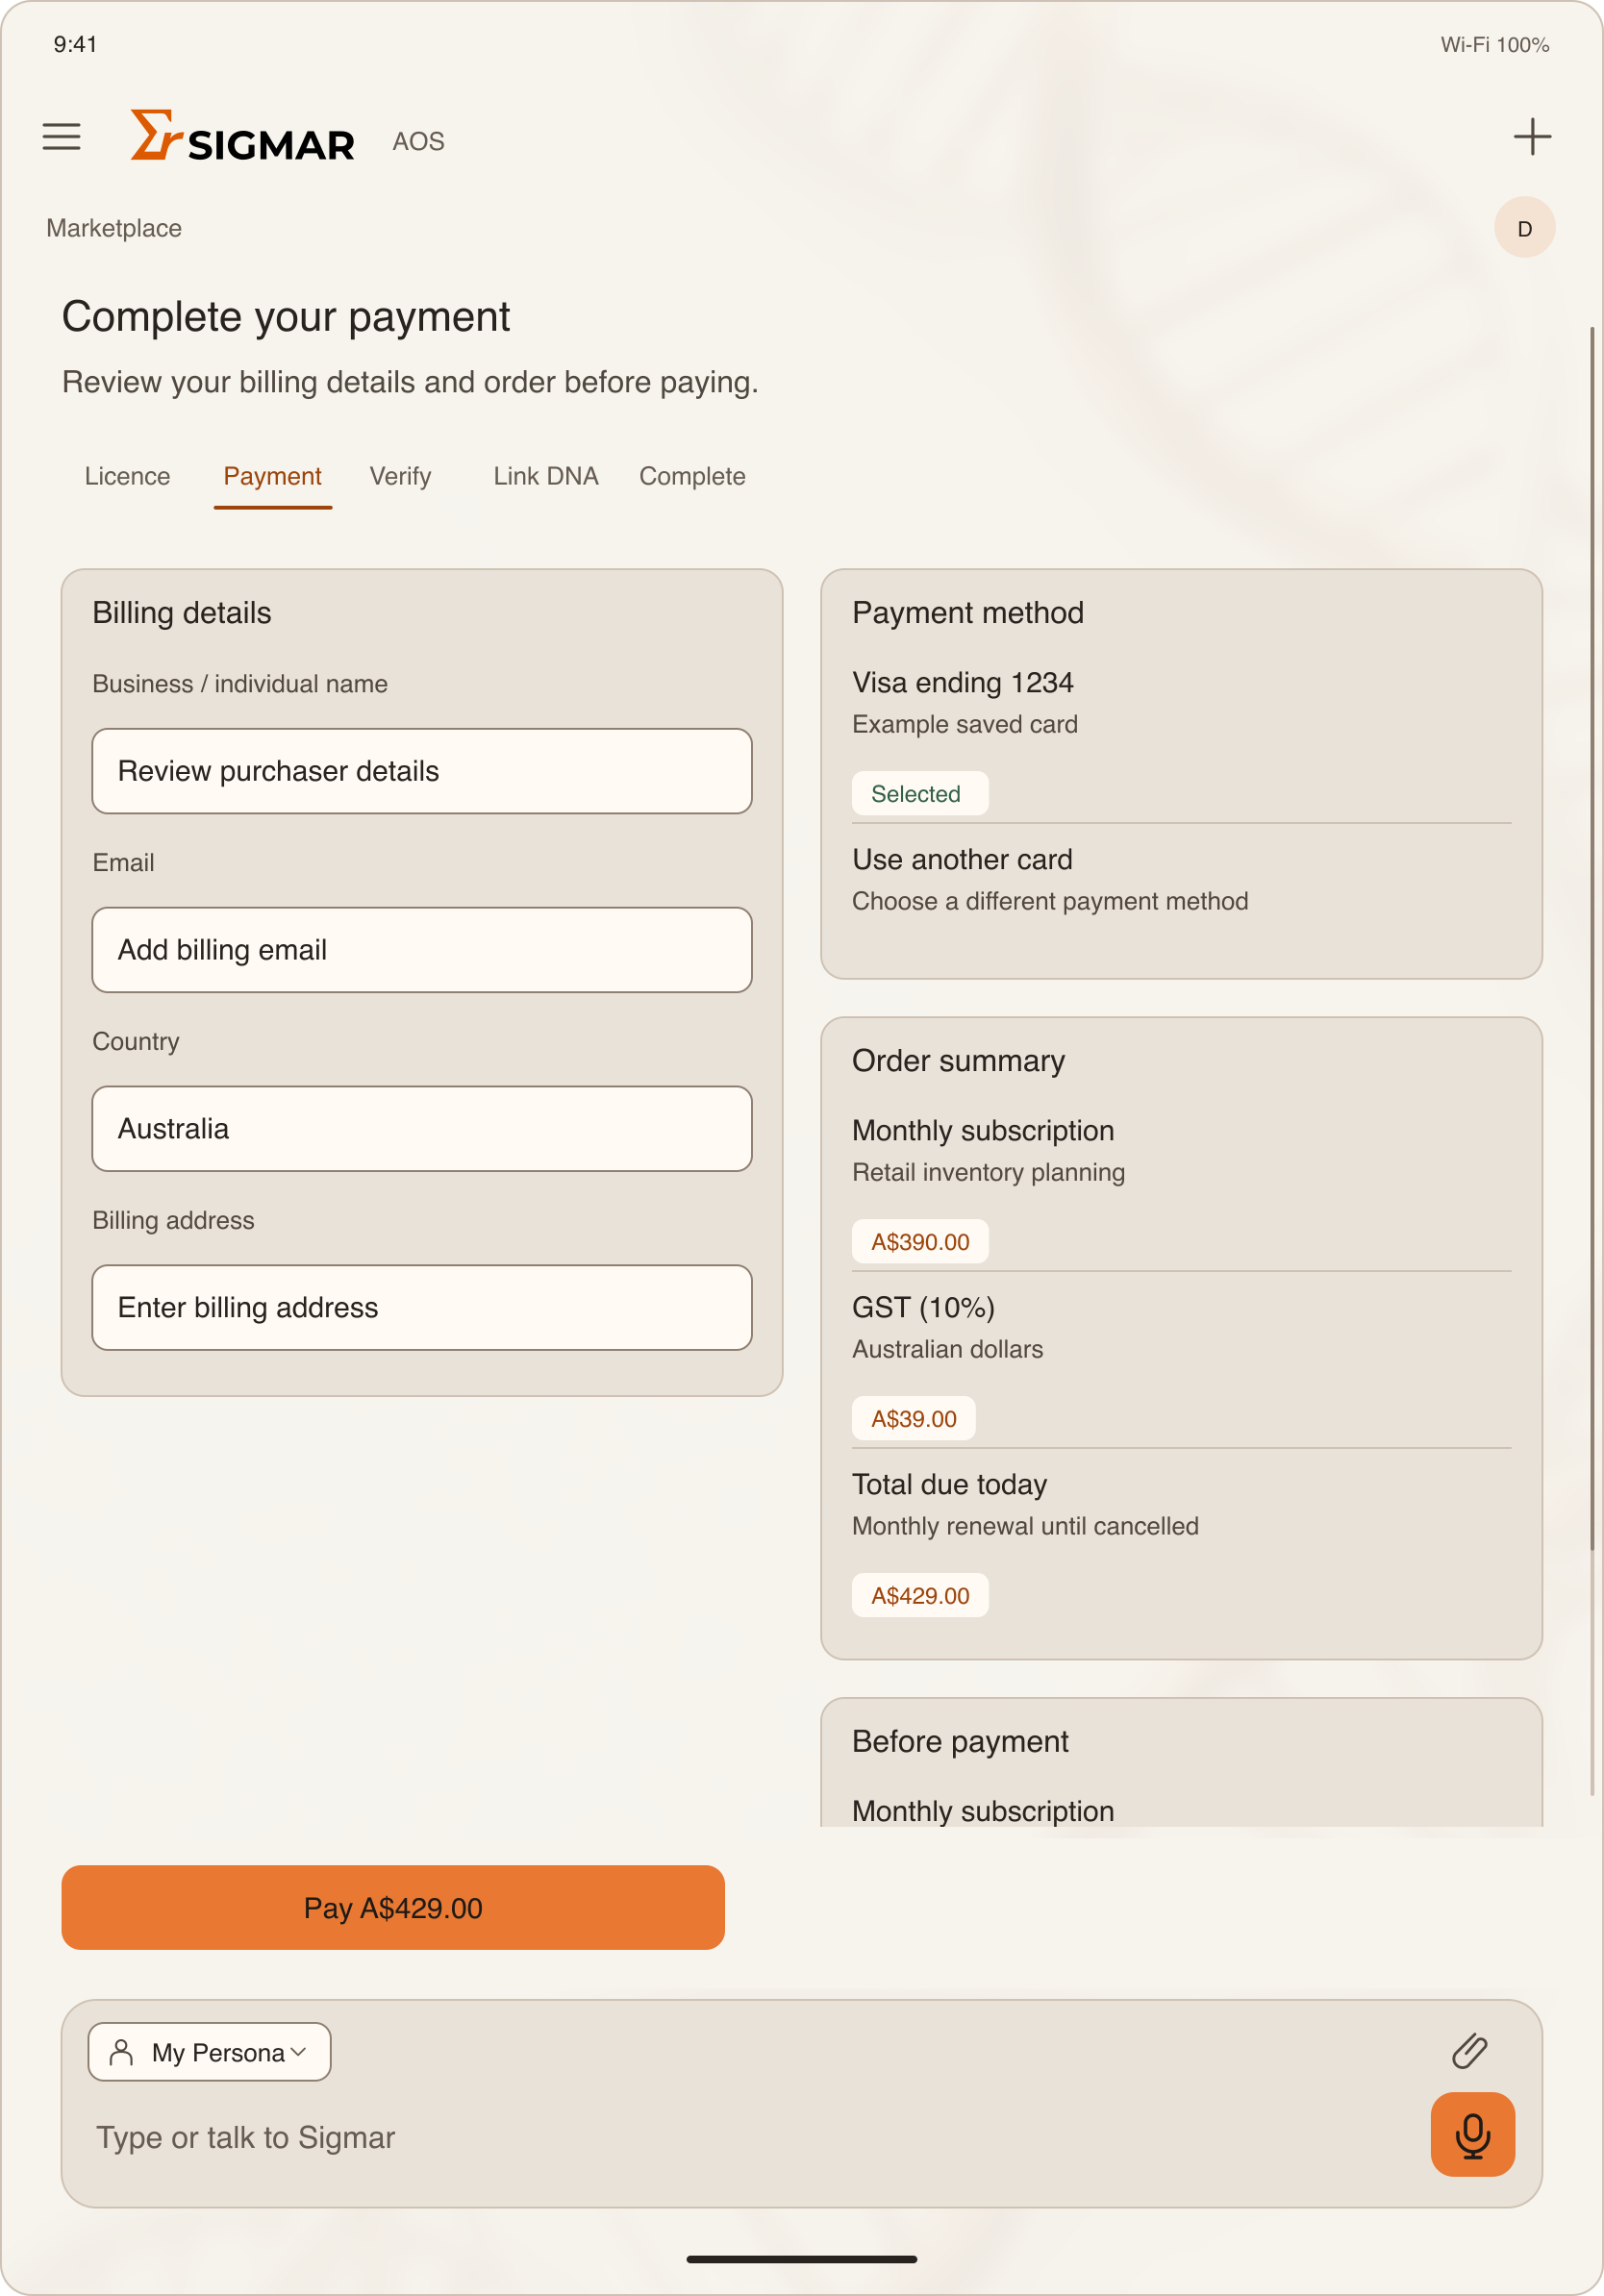 9:41
Wi-Fi 100%
Σr SIGMAR AOS
Marketplace
D
Complete your payment
Review your billing details and order before paying.
Licence Payment Verify Link DNA Complete
Billing details
Business / individual name
Review purchaser details
Email
Add billing email
Country
Australia
Billing address
Enter billing address
Payment method
Visa ending 1234
Example saved card
Selected
Use another card
Choose a different payment method
Order summary
Monthly subscription
Retail inventory planning
A$390.00
GST (10%)
Australian dollars
A$39.00
Total due today
Monthly renewal until cancelled
A$429.00
Before payment
Monthly subscription
Pay A$429.00
My Persona
Type or talk to Sigmar